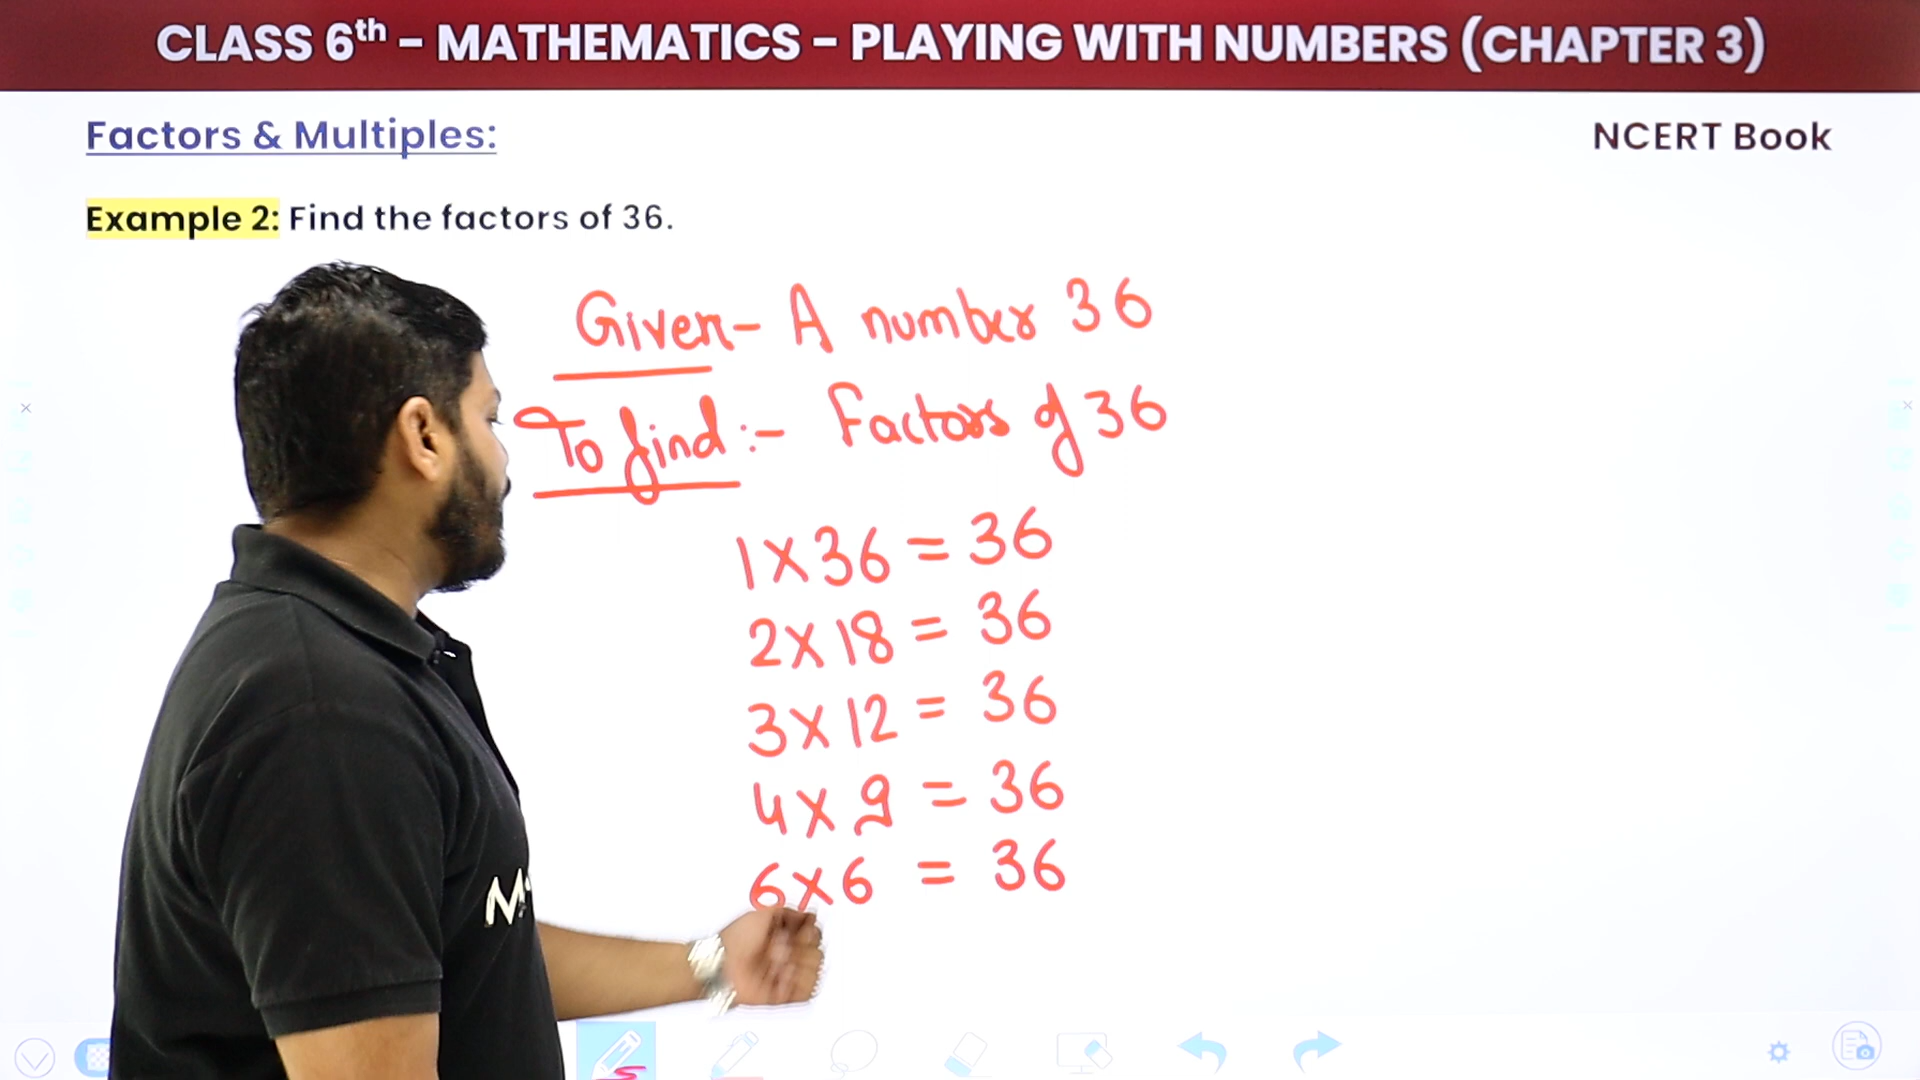 CLASS 6th - MATHEMATICS - PLAYING WITH NUMBERS (CHAPTER 3)
Factors & Multiples:
NCERT Book
Example 2: Find the factors of 36.
Given- A number 36
To find:- Factors of 36
1 X 36 = 36
2 X 18 = 36
3 X 12 = 36
4 X 9 = 36
6 X 6 = 36